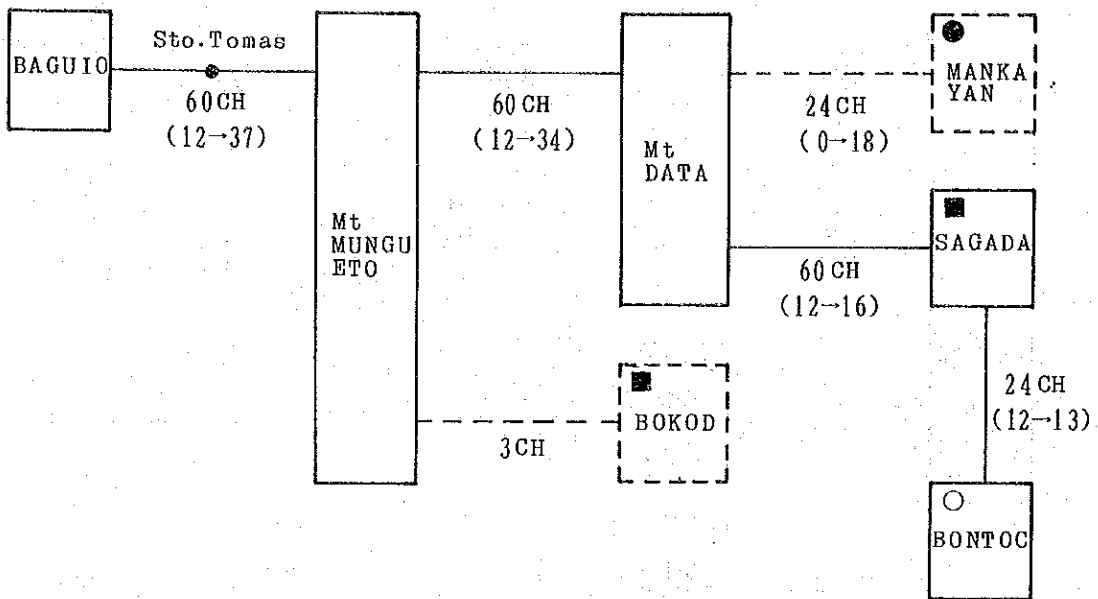 BAGUIO
Sto.Tomas
60CH
(12→37)
Mt
MUNGU
ETO
60CH
(12→34)
Mt
DATA
24CH
(0→18)
MANKA
YAN
60CH
(12→16)
SAGADA
3CH
BOKOD
24CH
(12→13)
BONTOC